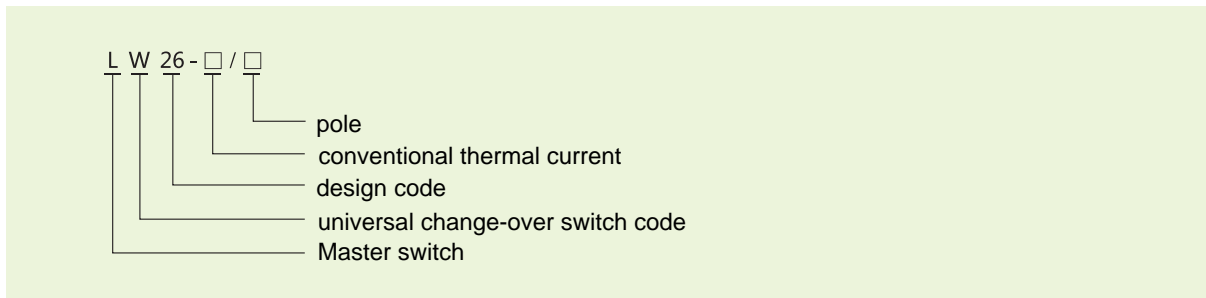 L W 26 - □ / □
pole
conventional thermal current
design code
universal change-over switch code
Master switch